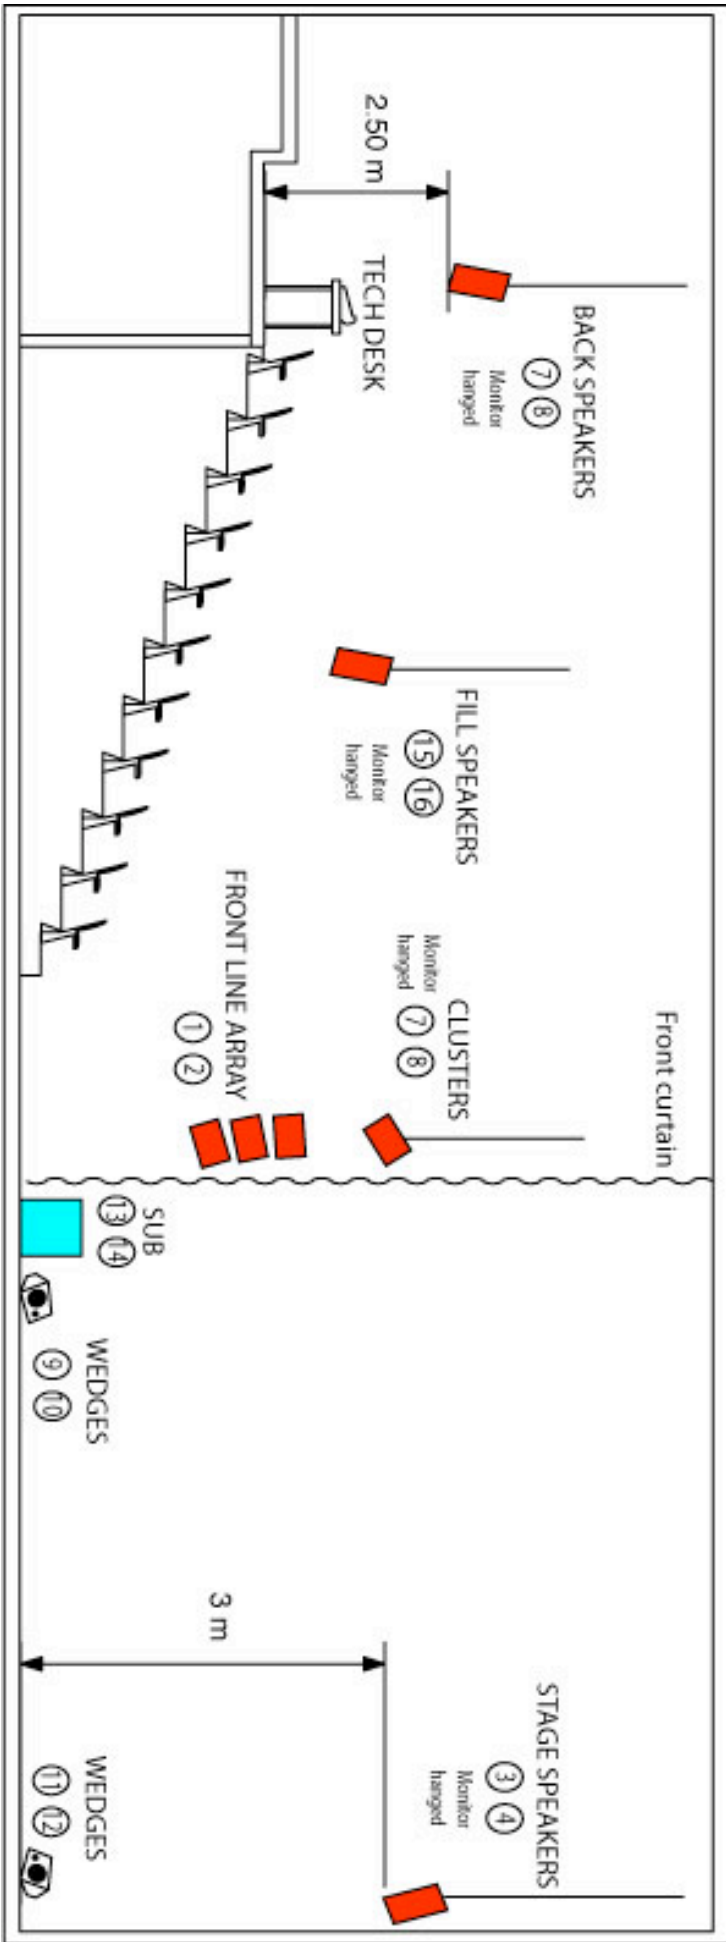 2.50 m
TECH DESK
BACK SPEAKERS
7 8
Monitor
hanged
FILL SPEAKERS
15 16
Monitor
hanged
Front curtain
CLUSTERS
7 8
Monitor
hanged
FRONT LINE ARRAY
1 2
SUB
13 14
WEDGES
9 10
3 m
STAGE SPEAKERS
3 4
Monitor
hanged
WEDGES
11 12